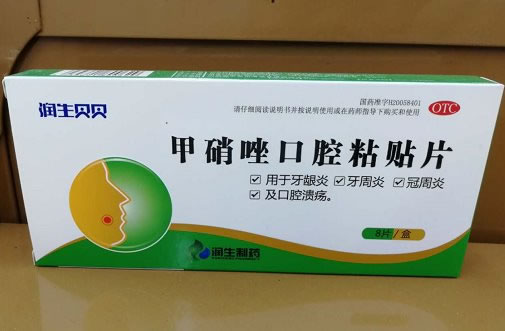 润生贝贝
国药准字H20058401
请仔细阅读说明书并按说明使用或在药师指导下购买和使用
OTC
甲硝唑口腔粘贴片
☑ 用于牙龈炎 ☑ 牙周炎 ☑ 冠周炎
☑ 及口腔溃疡。
润生制药
8片/盒